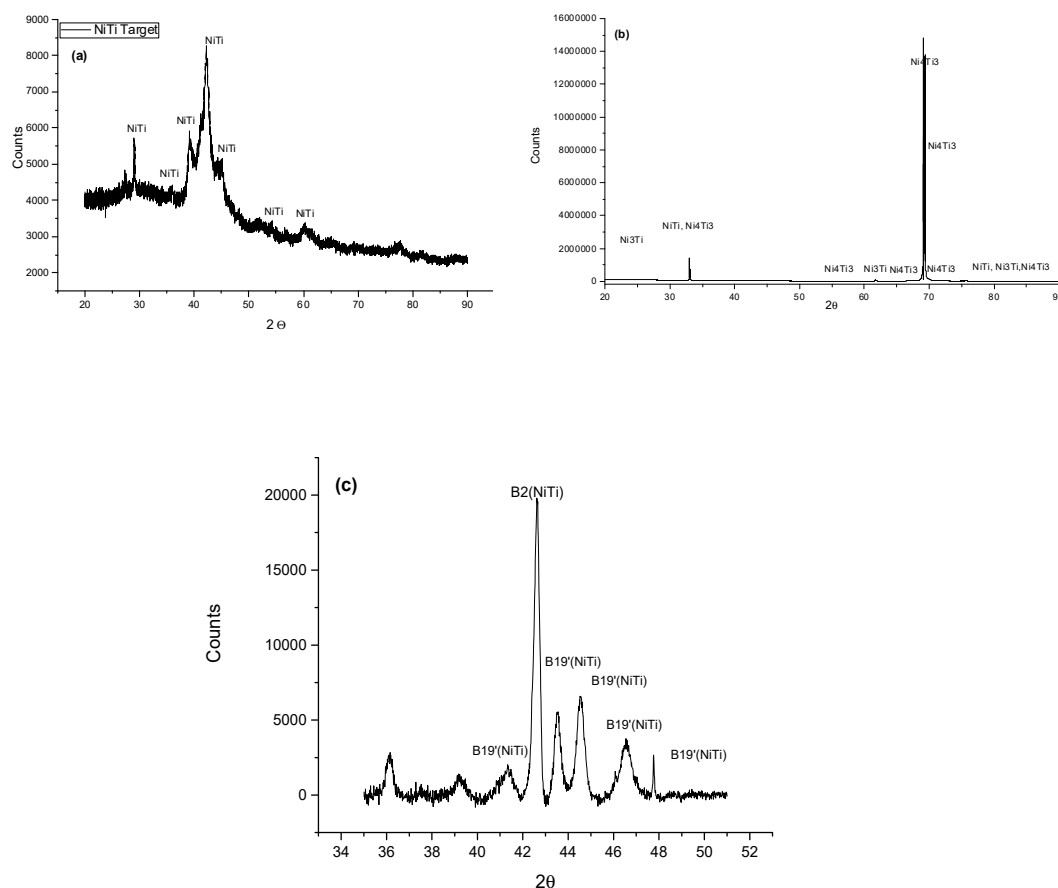 NiTi Target
(a)
9000
8000
7000
6000
5000
4000
3000
2000
Counts
NiTi
NiTi
NiTi
NiTi
NiTi
NiTi
NiTi
20 30 40 50 60 70 80 90
2 Θ
(b)
16000000
14000000
12000000
10000000
8000000
6000000
4000000
2000000
0
Counts
Ni4Ti3
Ni4Ti3
NiTi, Ni4Ti3
Ni3Ti
Ni4Ti3 Ni3Ti Ni4Ti3 Ni4Ti3 NiTi, Ni3Ti,Ni4Ti3
20 30 40 50 60 70 80 90
2θ
(c)
20000
15000
10000
5000
0
Counts
B2(NiTi)
B19'(NiTi)
B19'(NiTi)
B19'(NiTi)
B19'(NiTi)
B19'(NiTi)
34 36 38 40 42 44 46 48 50 52
2θ